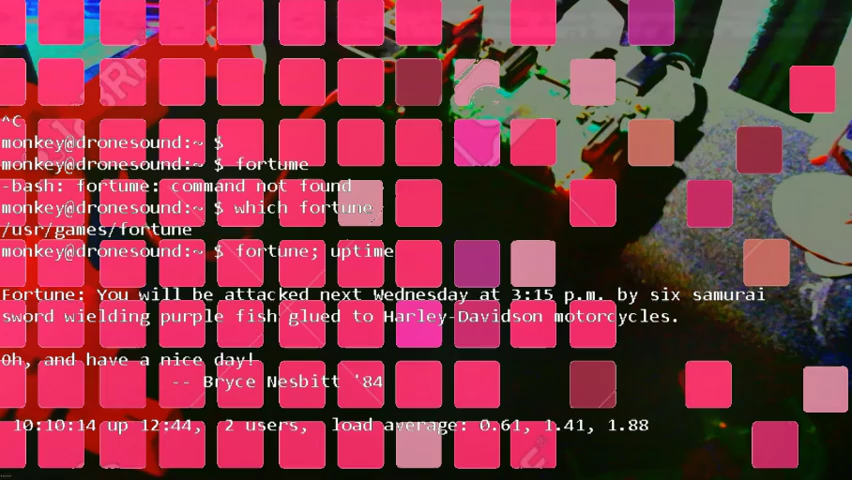 ^C
monkey@dronesound:~ $
monkey@dronesound:~ $ fortume
-bash: fortume: command not found
monkey@dronesound:~ $ which fortune
/usr/games/fortune
monkey@dronesound:~ $ fortune; uptime
Fortune: You will be attacked next Wednesday at 3:15 p.m. by six samurai
sword wielding purple fish glued to Harley-Davidson motorcycles.
Oh, and have a nice day!
-- Bryce Nesbitt '84
10:10:14 up 12:44, 2 users, load average: 0.61, 1.41, 1.88